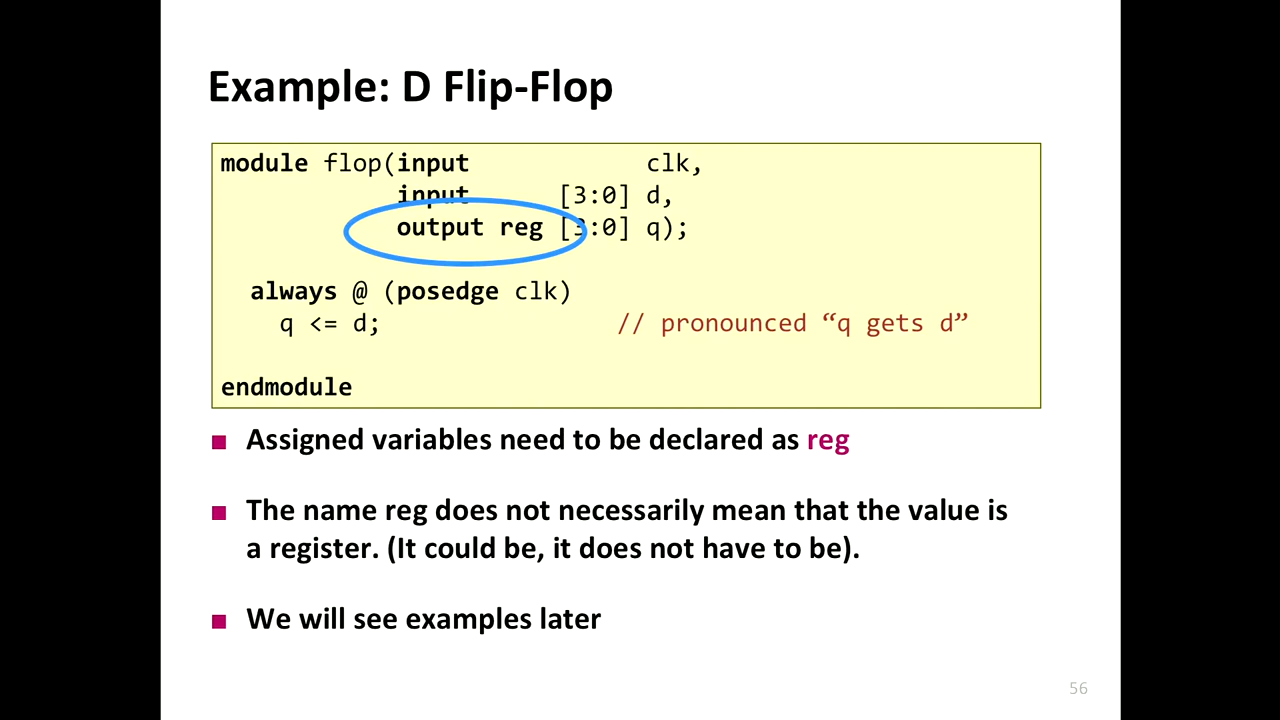 Example: D Flip-Flop
module flop(input clk,
input [3:0] d,
output reg [3:0] q);
always @ (posedge clk)
q <= d; // pronounced “q gets d”
endmodule
■ Assigned variables need to be declared as reg
■ The name reg does not necessarily mean that the value is
a register. (It could be, it does not have to be).
■ We will see examples later
56